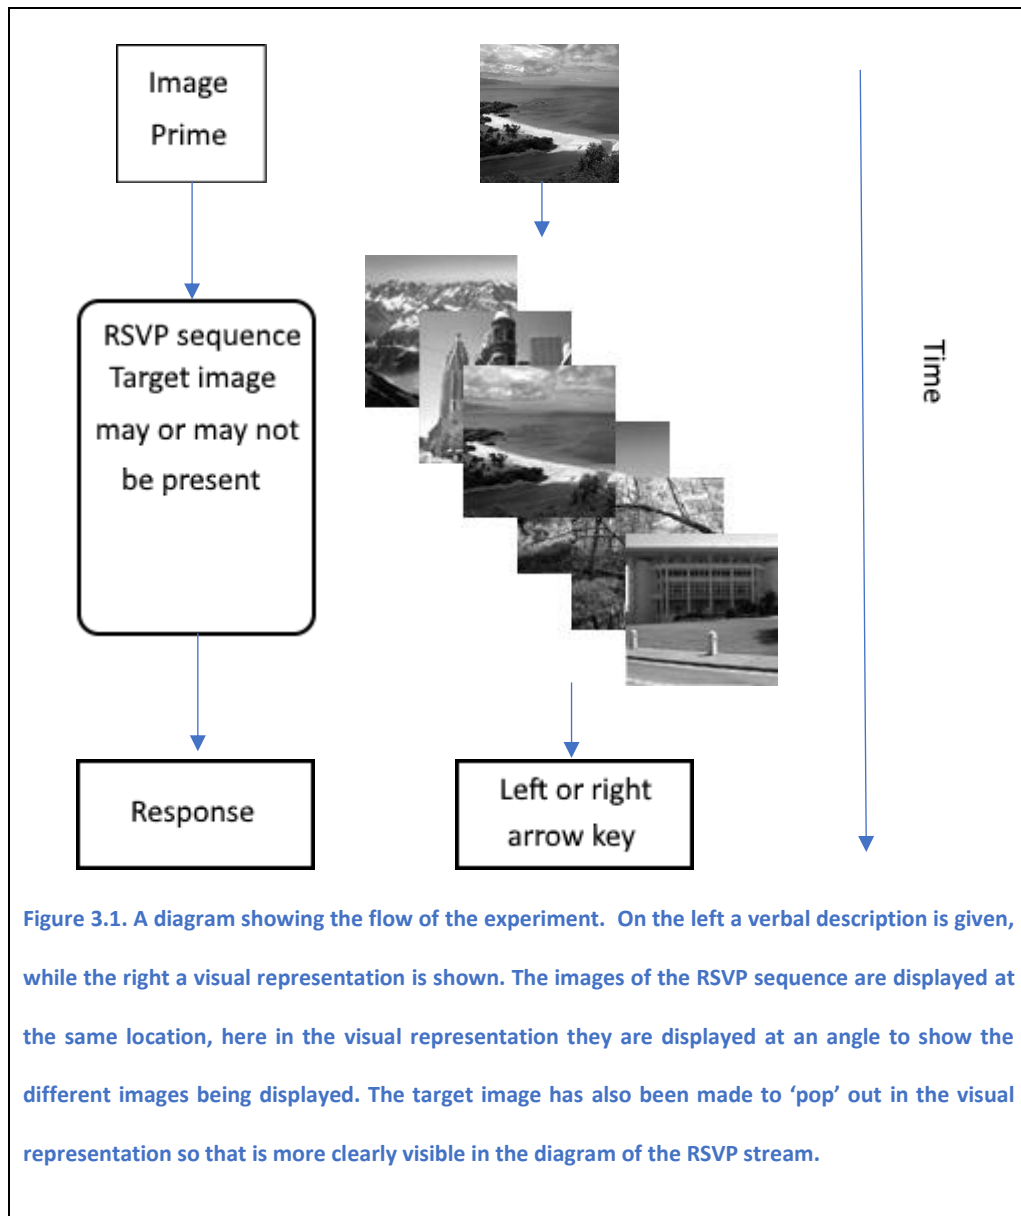 Image
Prime
RSVP sequence
Target image
may or may not
be present
Time
Response
Left or right
arrow key
Figure 3.1. A diagram showing the flow of the experiment. On the left a verbal description is given,
while the right a visual representation is shown. The images of the RSVP sequence are displayed at
the same location, here in the visual representation they are displayed at an angle to show the
different images being displayed. The target image has also been made to ‘pop’ out in the visual
representation so that is more clearly visible in the diagram of the RSVP stream.